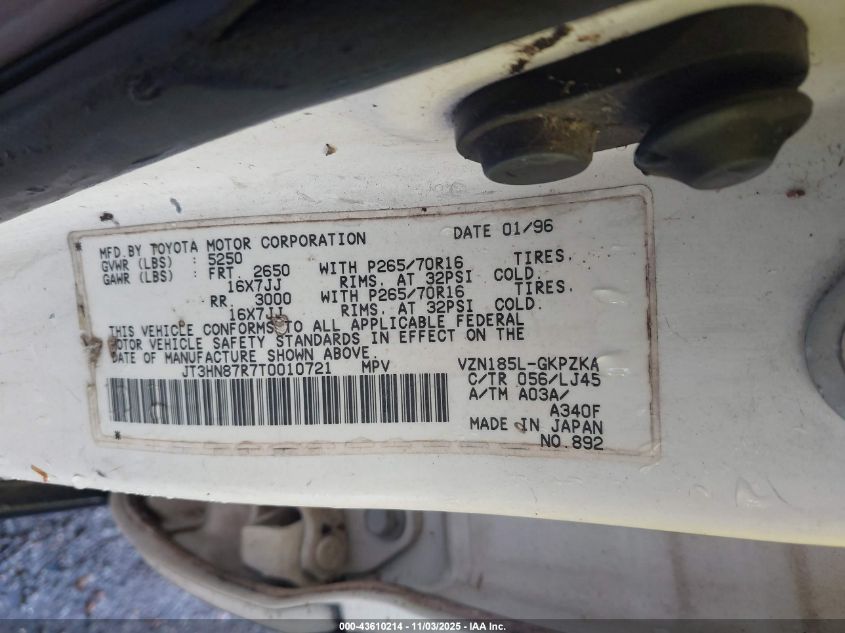 MFD.BY TOYOTA MOTOR CORPORATION DATE 01/96
GVWR (LBS) : 5250
GAWR (LBS) : FRT. 2650 WITH P265/70R16 TIRES.
16X7JJ RIMS. AT 32PSI COLD.
RR. 3000 WITH P265/70R16 TIRES.
16X7JJ RIMS. AT 32PSI COLD.
THIS VEHICLE CONFORMS TO ALL APPLICABLE FEDERAL
MOTOR VEHICLE SAFETY STANDARDS IN EFFECT ON THE
DATE OF MANUFACTURE SHOWN ABOVE.
JT3HN87R7T0010721 MPV VZN185L-GKPZKA
C/TR 056/LJ45
A/TM A03A/
A340F
MADE IN JAPAN
NO.892
000-43610214 - 11/03/2025 - IAA Inc.